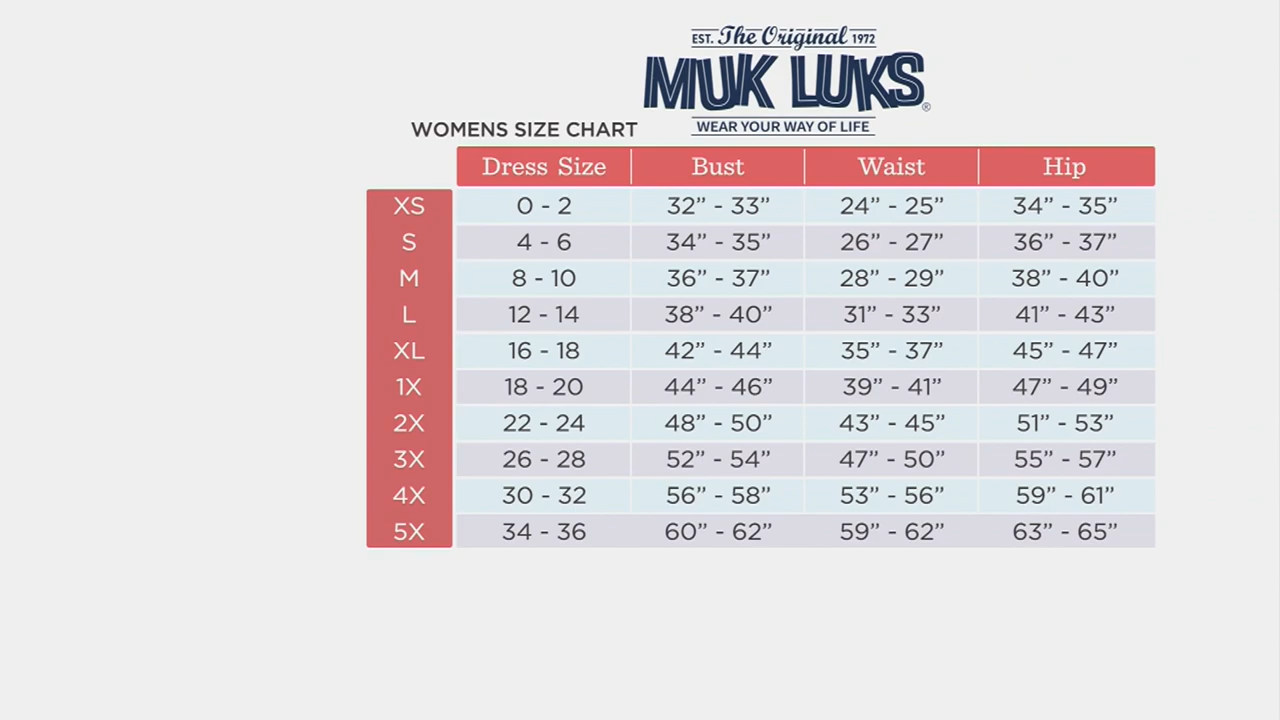 EST. The Original 1972
MUK LUKS®
WEAR YOUR WAY OF LIFE
WOMENS SIZE CHART
Dress Size Bust Waist Hip
XS 0 - 2 32” - 33” 24” - 25” 34” - 35”
S 4 - 6 34” - 35” 26” - 27” 36” - 37”
M 8 - 10 36” - 37” 28” - 29” 38” - 40”
L 12 - 14 38” - 40” 31” - 33” 41” - 43”
XL 16 - 18 42” - 44” 35” - 37” 45” - 47”
1X 18 - 20 44” - 46” 39” - 41” 47” - 49”
2X 22 - 24 48” - 50” 43” - 45” 51” - 53”
3X 26 - 28 52” - 54” 47” - 50” 55” - 57”
4X 30 - 32 56” - 58” 53” - 56” 59” - 61”
5X 34 - 36 60” - 62” 59” - 62” 63” - 65”